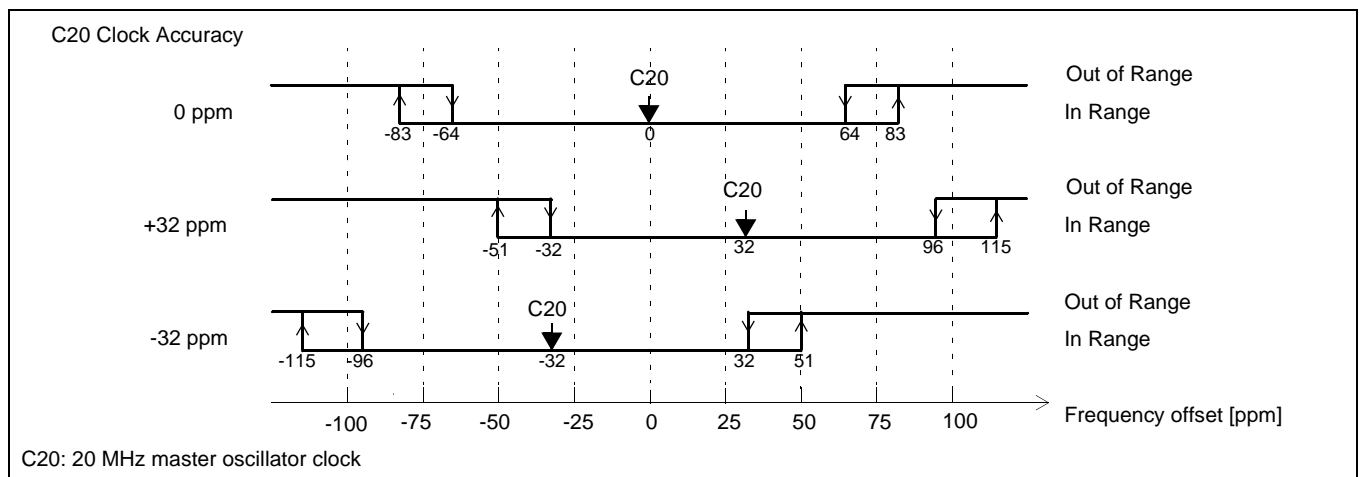 C20 Clock Accuracy
C20
Out of Range
0 ppm
In Range
-83 -64 0 64 83
C20
Out of Range
+32 ppm
In Range
-51 -32 32 96 115
C20
Out of Range
-32 ppm
In Range
-115 -96 -32 32 51
-100 -75 -50 -25 0 25 50 75 100 Frequency offset [ppm]
C20: 20 MHz master oscillator clock